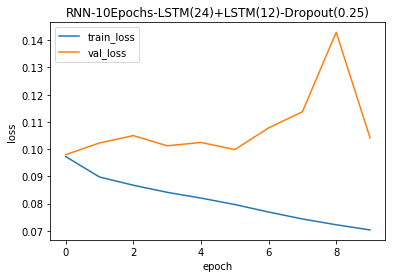 RNN-10Epochs-LSTM(24)+LSTM(12)-Dropout(0.25)
train_loss
val_loss
0.14
0.13
0.12
0.11
0.10
0.09
0.08
0.07
loss
0 2 4 6 8
epoch